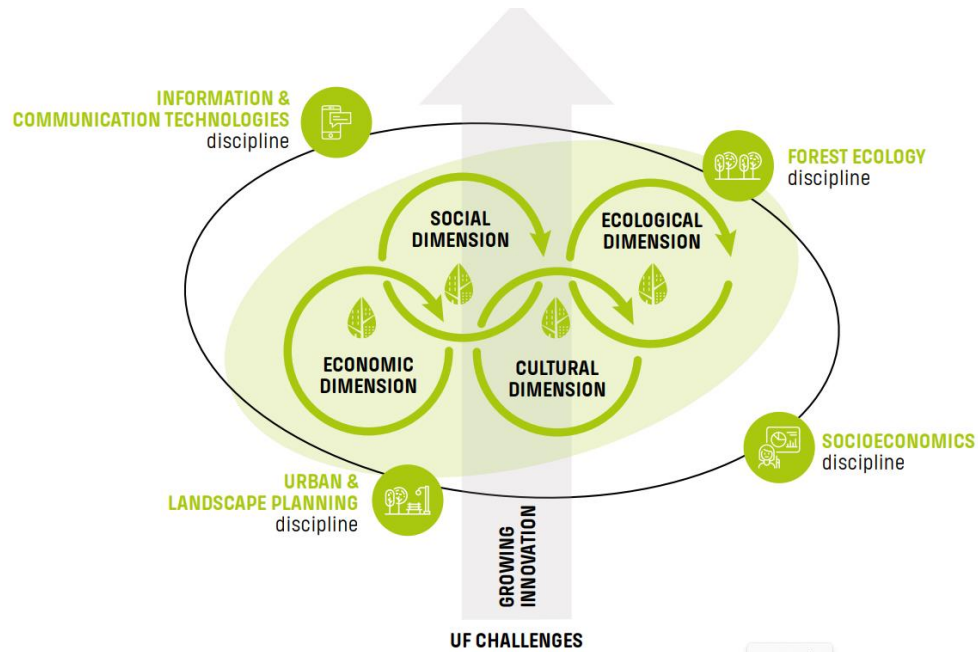 INFORMATION &
COMMUNICATION TECHNOLOGIES
discipline
FOREST ECOLOGY
discipline
SOCIAL
DIMENSION
ECOLOGICAL
DIMENSION
ECONOMIC
DIMENSION
CULTURAL
DIMENSION
SOCIOECONOMICS
discipline
URBAN &
LANDSCAPE PLANNING
discipline
GROWING
INNOVATION
UF CHALLENGES